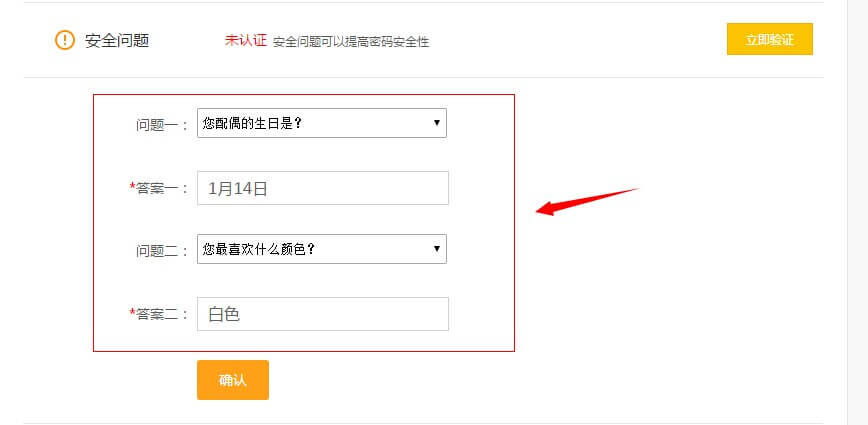 安全问题 未认证 安全问题可以提高密码安全性 立即验证
问题一： 您配偶的生日是？
*答案一： 1月14日
问题二： 您最喜欢什么颜色？
*答案二： 白色
确认